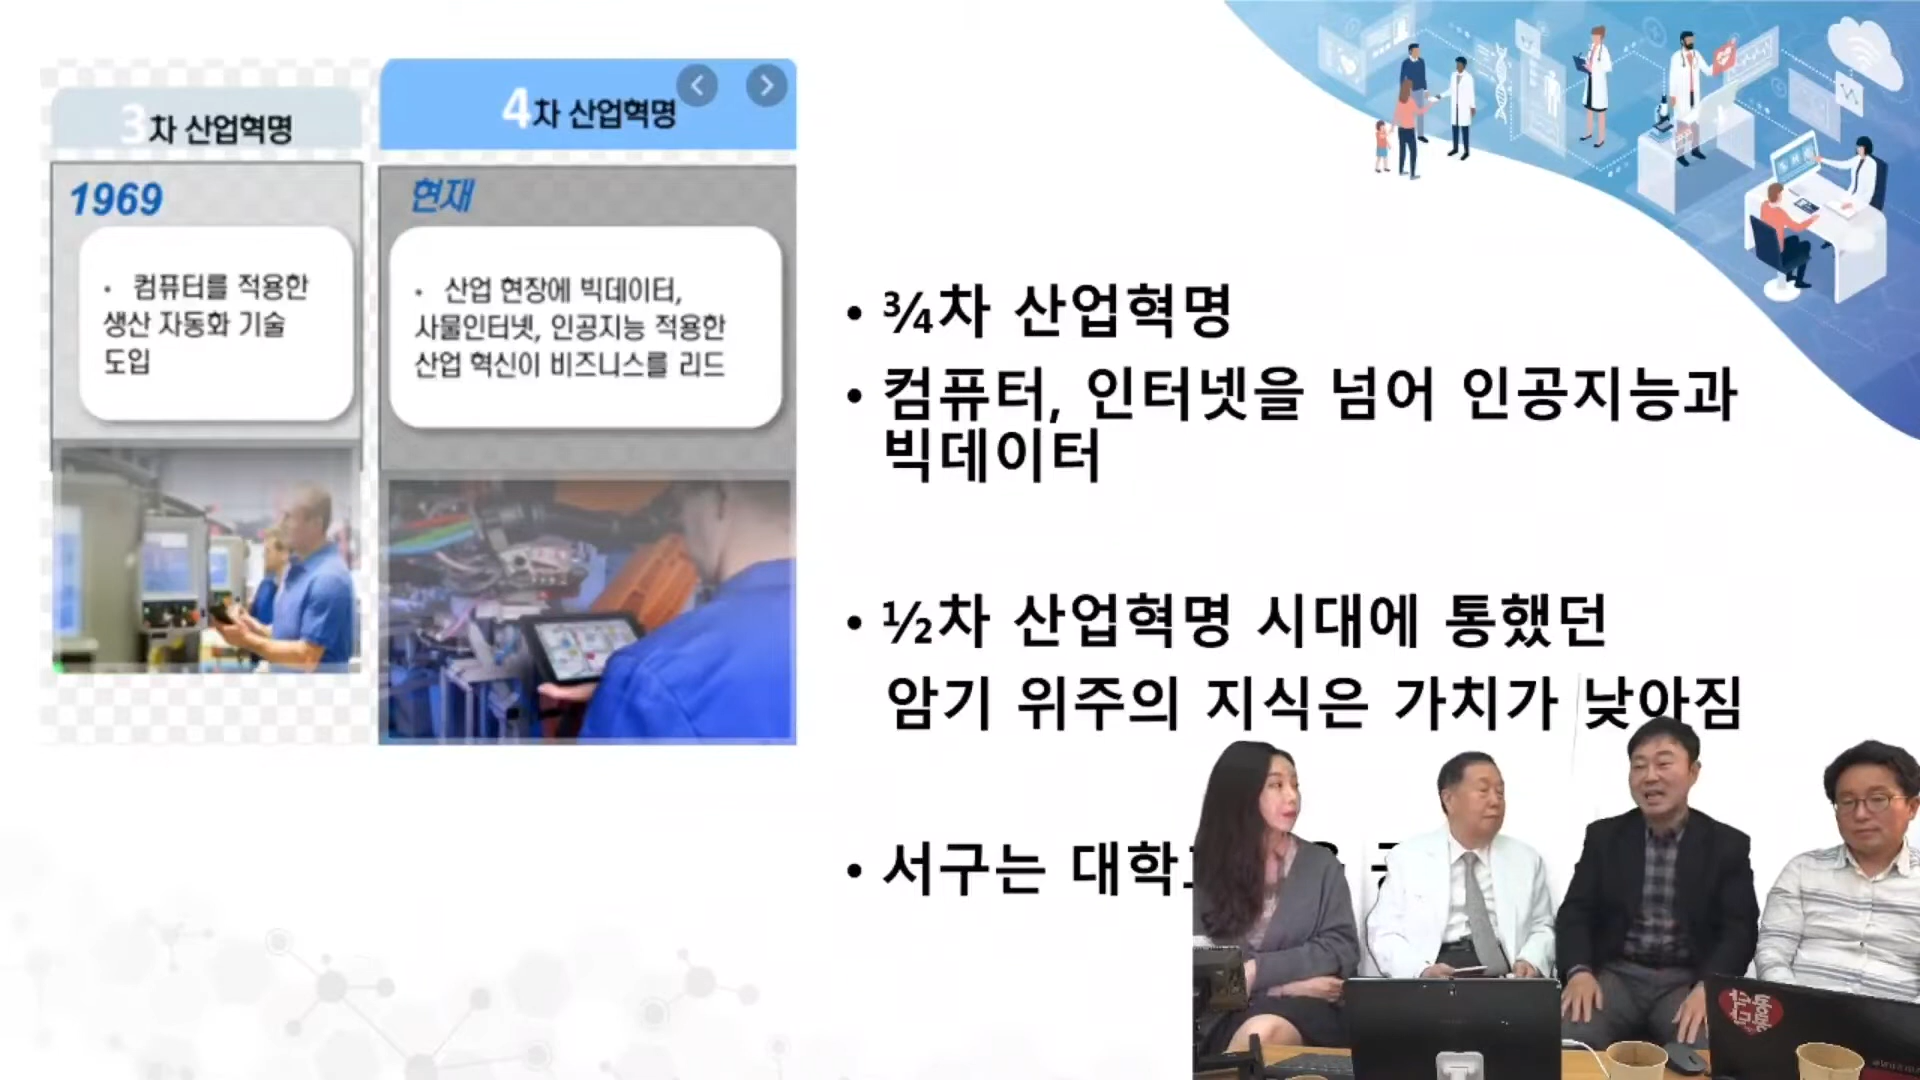 3차 산업혁명
1969
• 컴퓨터를 적용한
생산 자동화 기술
도입
4차 산업혁명
현재
• 산업 현장에 빅데이터,
사물인터넷, 인공지능 적용한
산업 혁신이 비즈니스를 리드
• ¾차 산업혁명
• 컴퓨터, 인터넷을 넘어 인공지능과
빅데이터
• ½차 산업혁명 시대에 통했던
암기 위주의 지식은 가치가 낮아짐
• 서구는